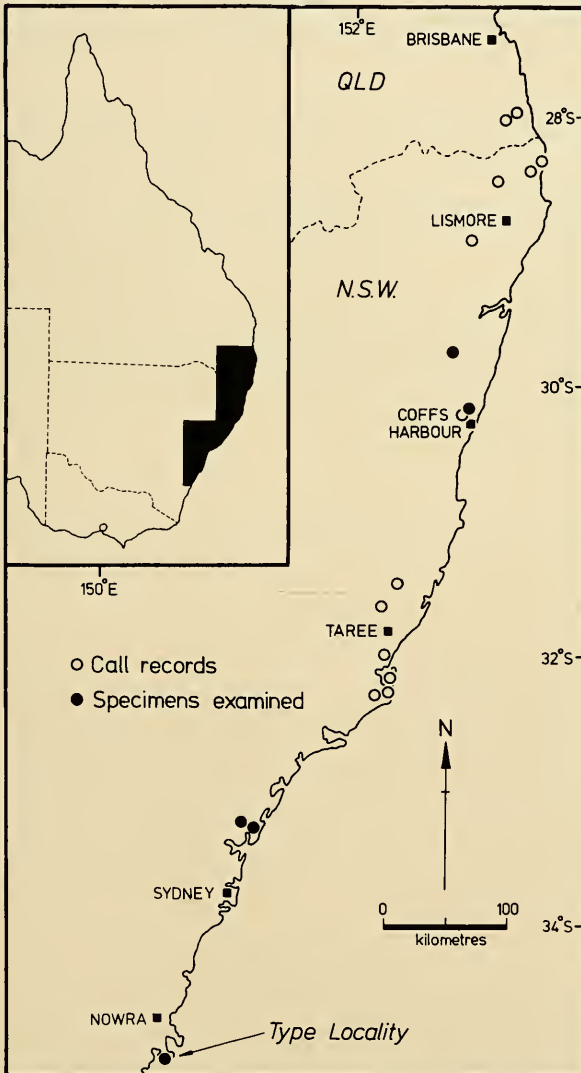 152°E
BRISBANE
QLD
28°S
LISMORE
N.S.W.
30°S
COFFS
HARBOUR
150°E
TAREE
32°S
Call records
Specimens examined
N
SYDNEY
0 100
kilometres
34°S
NOWRA
Type Locality